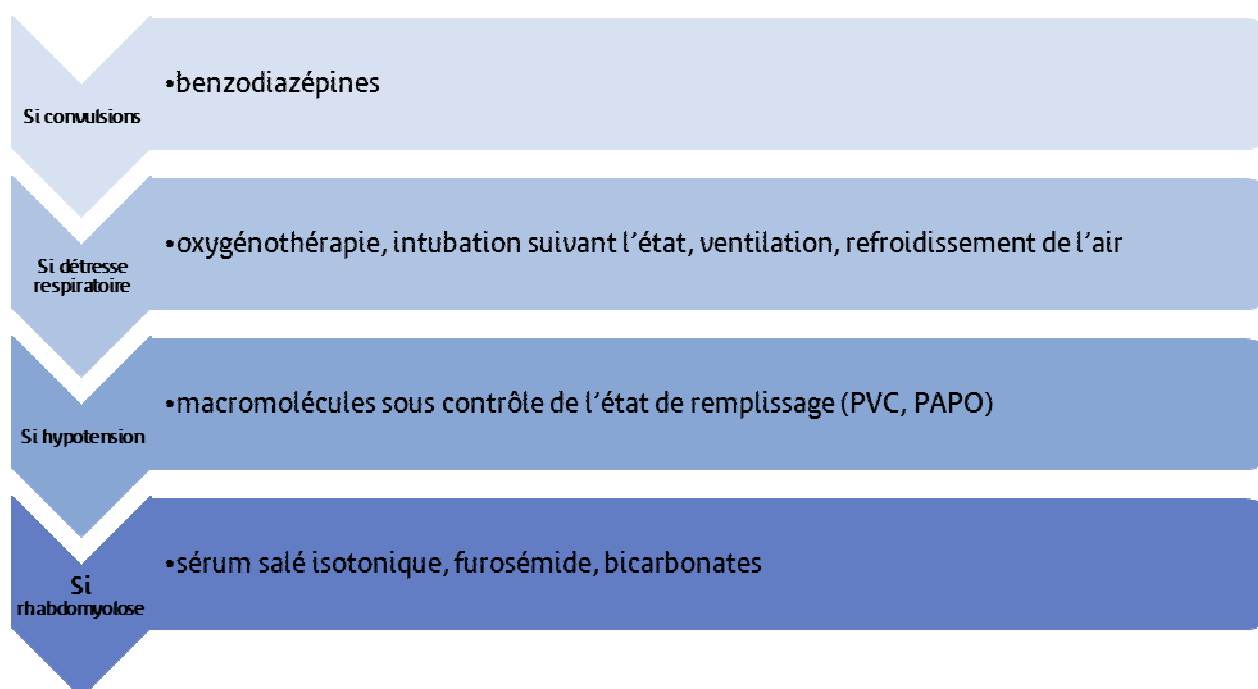 Si convulsions
•benzodiazépines
Si détresse
respiratoire
•oxygénothérapie, intubation suivant l'état, ventilation, refroidissement de l'air
Si hypotension
•macromolécules sous contrôle de l'état de remplissage (PVC, PAPO)
Si
rhabdomyolose
•sérum salé isotonique, furosémide, bicarbonates